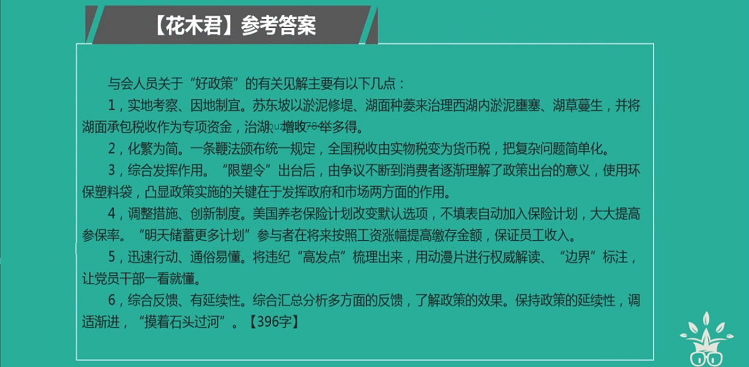 【花木君】参考答案
与会人员关于“好政策”的有关见解主要有以下几点：
1，实地考察、因地制宜。苏东坡以淤泥修堤、湖面种菱来治理西湖内淤泥壅塞、湖草蔓生，并将
湖面承包税收作为专项资金，治湖、增收一举多得。
2，化繁为简。一条鞭法颁布统一规定，全国税收由实物税变为货币税，把复杂问题简单化。
3，综合发挥作用。“限塑令”出台后，由争议不断到消费者逐渐理解了政策出台的意义，使用环
保塑料袋，凸显政策实施的关键在于发挥政府和市场两方面的作用。
4，调整措施、创新制度。美国养老保险计划改变默认选项，不填表自动加入保险计划，大大提高
参保率。“明天储蓄更多计划”参与者在将来按照工资涨幅提高缴存金额，保证员工收入。
5，迅速行动、通俗易懂。将违纪“高发点”梳理出来，用动漫片进行权威解读、“边界”标注，
让党员干部一看就懂。
6，综合反馈、有延续性。综合汇总分析多方面的反馈，了解政策的效果。保持政策的延续性，调
适渐进，“摸着石头过河”。【396字】